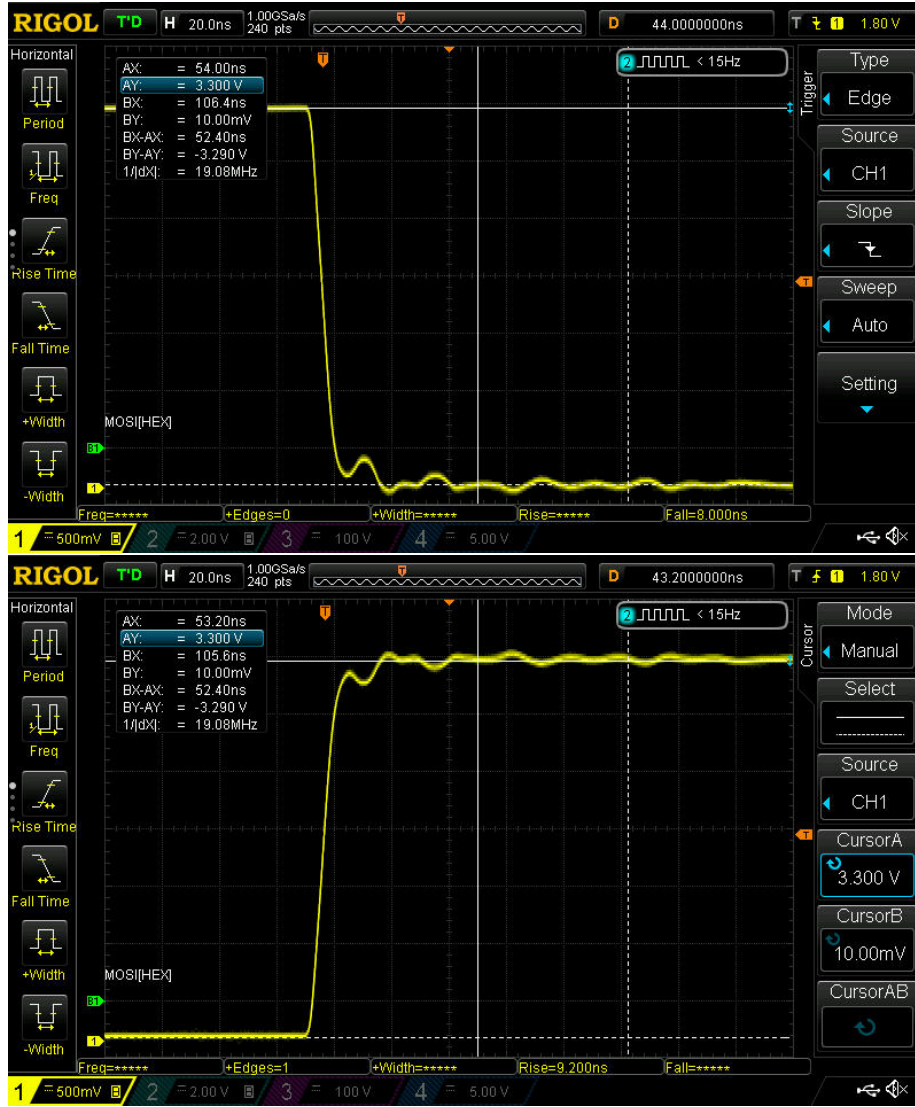 RIGOL T'D H 20.0ns 1.00GSa/s 240 pts T D 44.0000000ns T 1 1.80 V
Horizontal
Period
Freq
Rise Time
Fall Time
+Width
-Width
T
AX: = 54.00ns
AY: = 3.300 V
BX: = 106.4ns
BY: = 10.00mV
BX-AX: = 52.40ns
BY-AY: = -3.290 V
1/|dX|: = 19.08MHz
2 < 15Hz
T
MOSI[HEX]
B1
1
Trigger
Type
Edge
Source
CH1
Slope
Sweep
Auto
Setting
Freq=***** +Edges=0 +Width=***** Rise=***** Fall=8.000ns
1 500mV B 2 2.00 V B 3 100 V 4 5.00 V
RIGOL T'D H 20.0ns 1.00GSa/s 240 pts T D 43.2000000ns T 1 1.80 V
Horizontal
Period
Freq
Rise Time
Fall Time
+Width
-Width
T
AX: = 53.20ns
AY: = 3.300 V
BX: = 105.6ns
BY: = 10.00mV
BX-AX: = 52.40ns
BY-AY: = -3.290 V
1/|dX|: = 19.08MHz
2 < 15Hz
T
MOSI[HEX]
B1
1
Cursor
Mode
Manual
Select
Source
CH1
CursorA
3.300 V
CursorB
10.00mV
CursorAB
Freq=***** +Edges=1 +Width=***** Rise=9.200ns Fall=*****
1 500mV B 2 2.00 V B 3 100 V 4 5.00 V